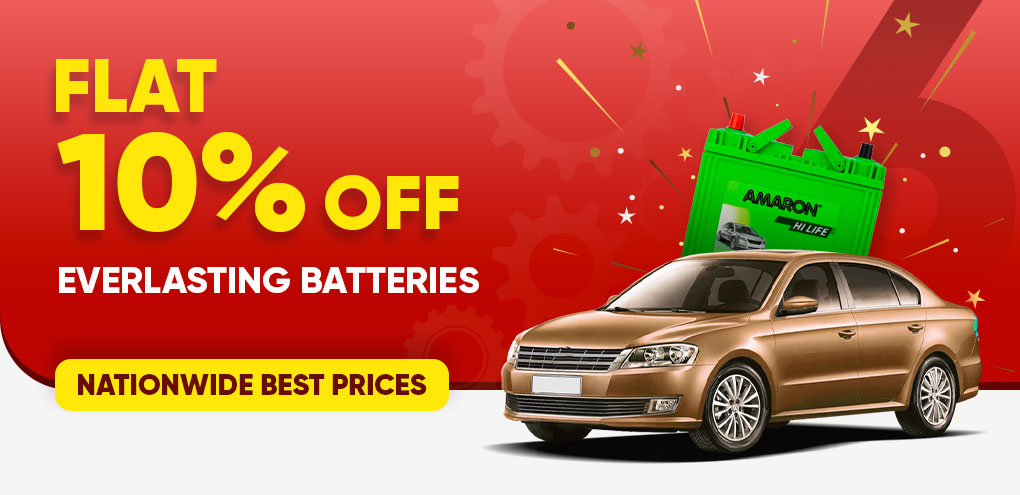 FLAT
10% OFF
EVERLASTING BATTERIES
NATIONWIDE BEST PRICES
AMARON
HI LIFE